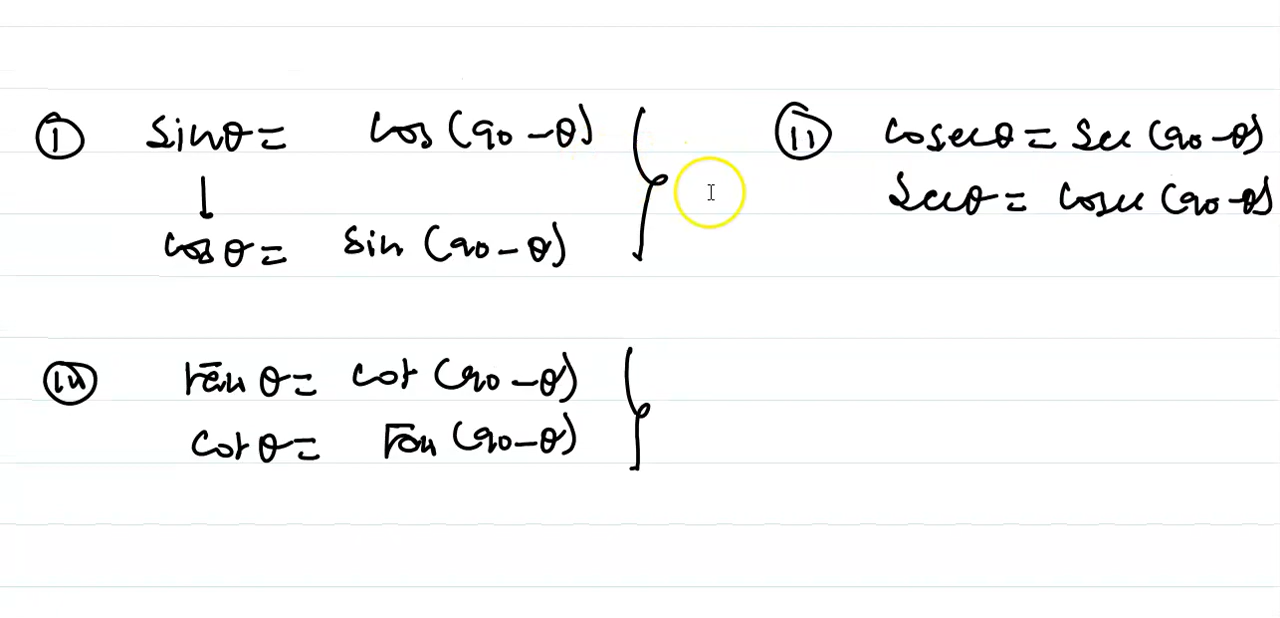 (i) sinθ = cos(90-θ)
cosθ = sin(90-θ)
(ii) cosecθ = sec(90-θ)
secθ = cosec(90-θ)
(iii) tanθ = cot(90-θ)
cotθ = tan(90-θ)